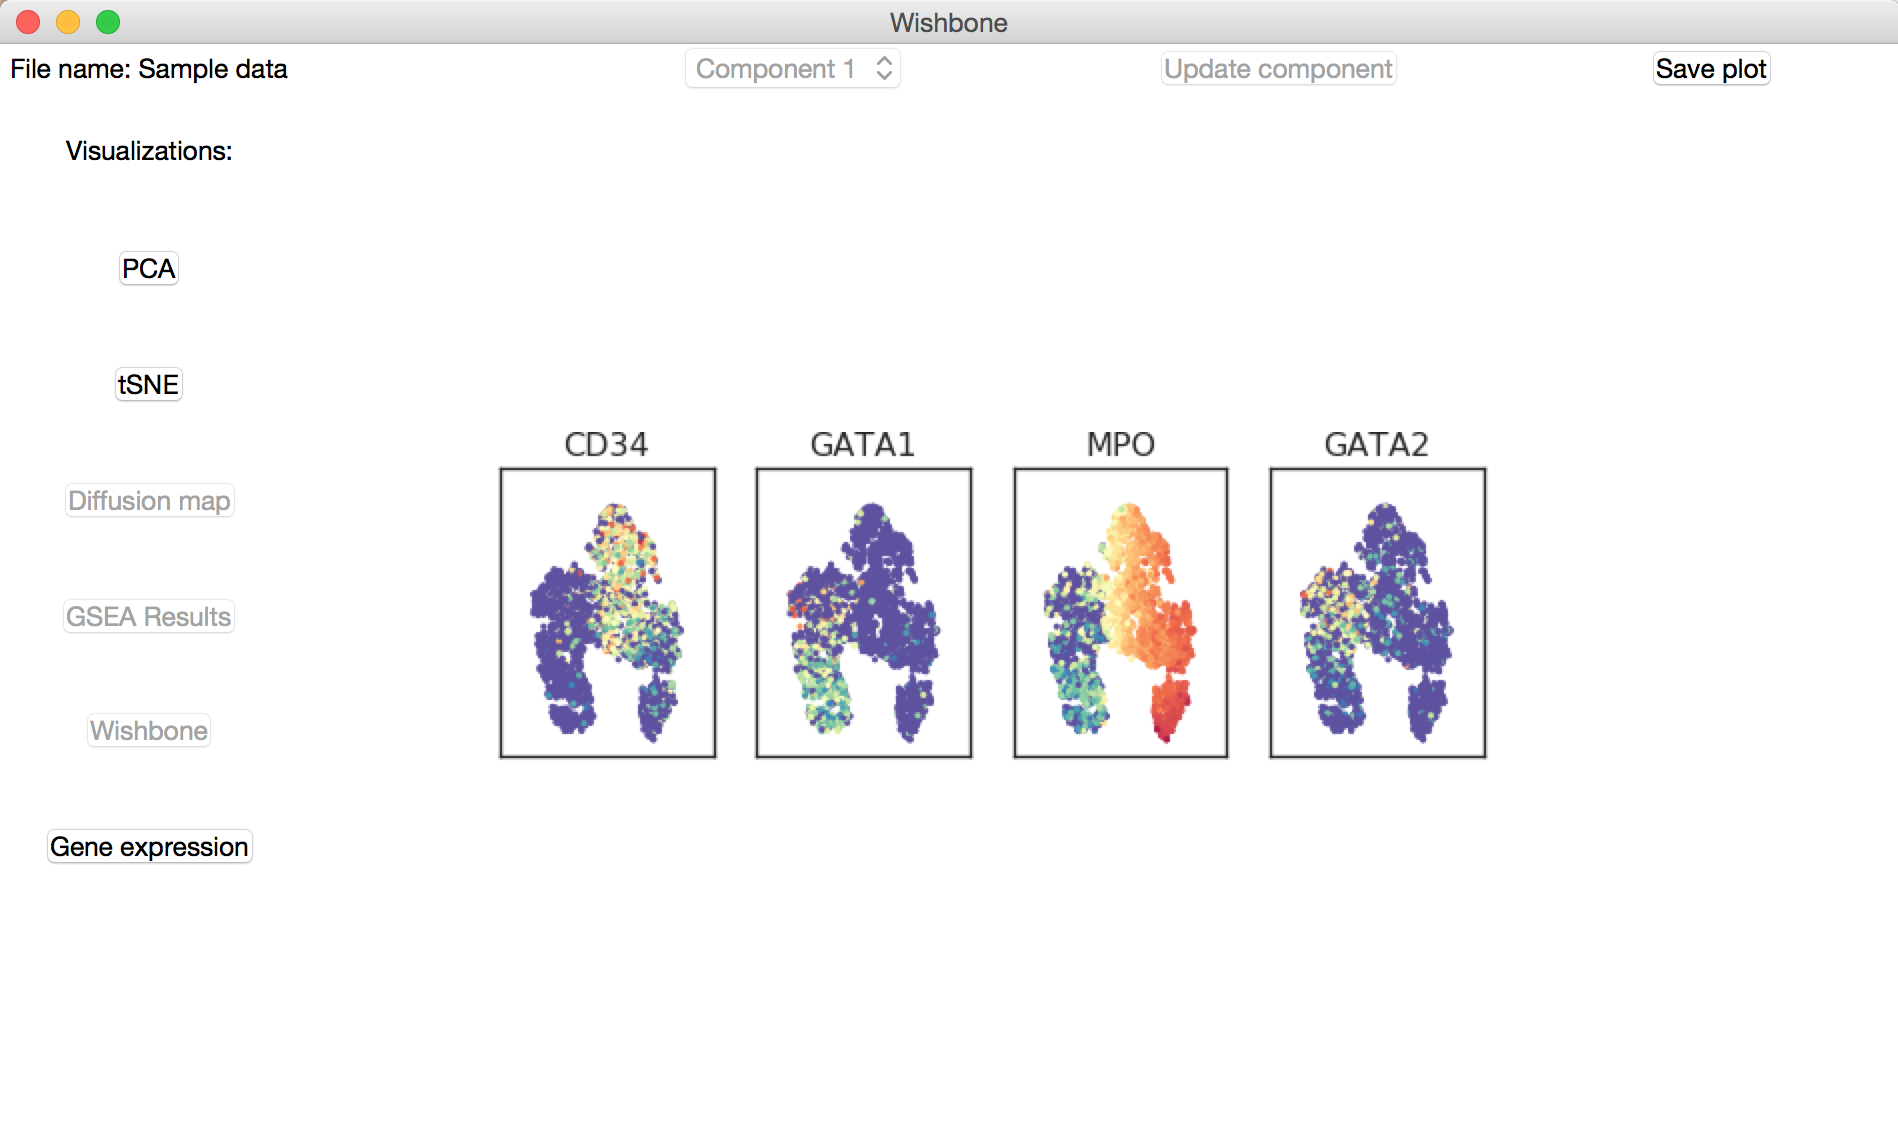 Wishbone
File name: Sample data
Component 1
Update component
Save plot
Visualizations:
PCA
tSNE
Diffusion map
GSEA Results
Wishbone
Gene expression
CD34
GATA1
MPO
GATA2